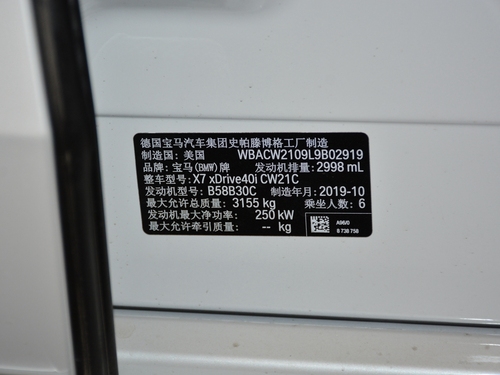 德国宝马汽车集团史帕滕博格工厂制造
制造国: 美国 WBACW2109L9B02919
品牌: 宝马(BMW)牌 发动机排量: 2998 mL
整车型号: X7 xDrive40i CW21C
发动机型号: B58B30C 制造年月: 2019-10
最大允许总质量: 3155 kg 乘坐人数: 6
发动机最大净功率: 250 kW
最大允许牵引质量: -- kg
A96/0
8 738 758